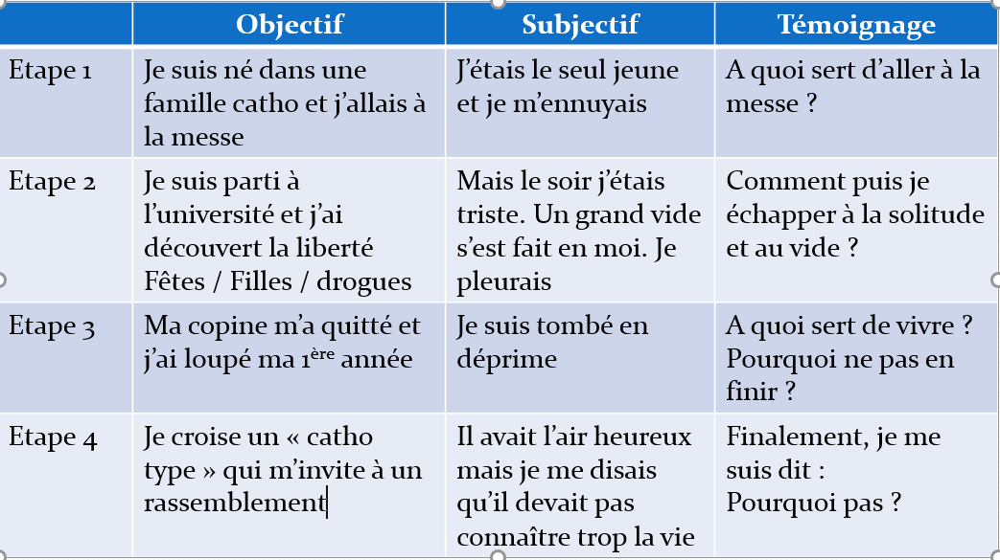 Objectif
Subjectif
Témoignage
Etape 1
Je suis né dans une
famille catho et j’allais à
la messe
J’étais le seul jeune
et je m’ennuyais
A quoi sert d’aller à la
messe ?
Etape 2
Je suis parti à
l’université et j’ai
découvert la liberté
Fêtes / Filles / drogues
Mais le soir j’étais
triste. Un grand vide
s’est fait en moi. Je
pleurais
Comment puis je
échapper à la solitude
et au vide ?
Etape 3
Ma copine m’a quitté et
j’ai loupé ma 1ère année
Je suis tombé en
déprime
A quoi sert de vivre ?
Pourquoi ne pas en
finir ?
Etape 4
Je croise un « catho
type » qui m’invite à un
rassemblement
Il avait l’air heureux
mais je me disais
qu’il devait pas
connaître trop la vie
Finalement, je me
suis dit :
Pourquoi pas ?